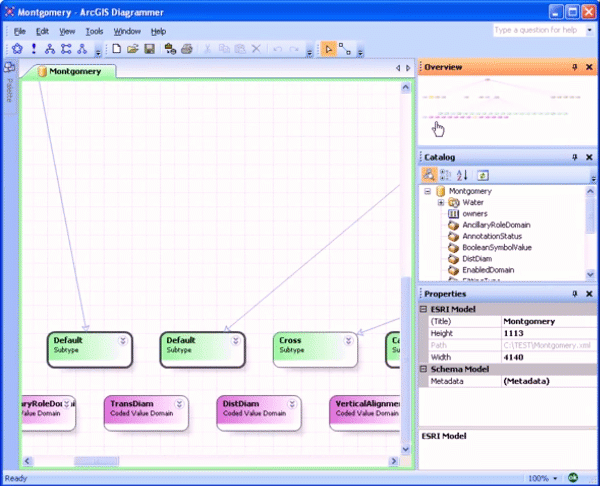 Montgomery - ArcGIS Diagrammer
File Edit View Tools Window Help
Type a question for help
Palette
Montgomery
Default
Subtype
Default
Subtype
Cross
Subtype
Ca
TransDiam
Coded Value Domain
DistDiam
Coded Value Domain
VerticalAlignmen
Coded Value Domain
aryRoleDo
d Value Domain
Overview
Catalog
Montgomery
Water
owners
AncillaryRoleDomain
AnnotationStatus
BooleanSymbolValue
DistDiam
EnabledDomain
Properties
ESRI Model
(Title) Montgomery
Height 1113
Path C:\TEST\Montgomery.xml
Width 4140
Schema Model
Metadata (Metadata)
ESRI Model
Ready
100%